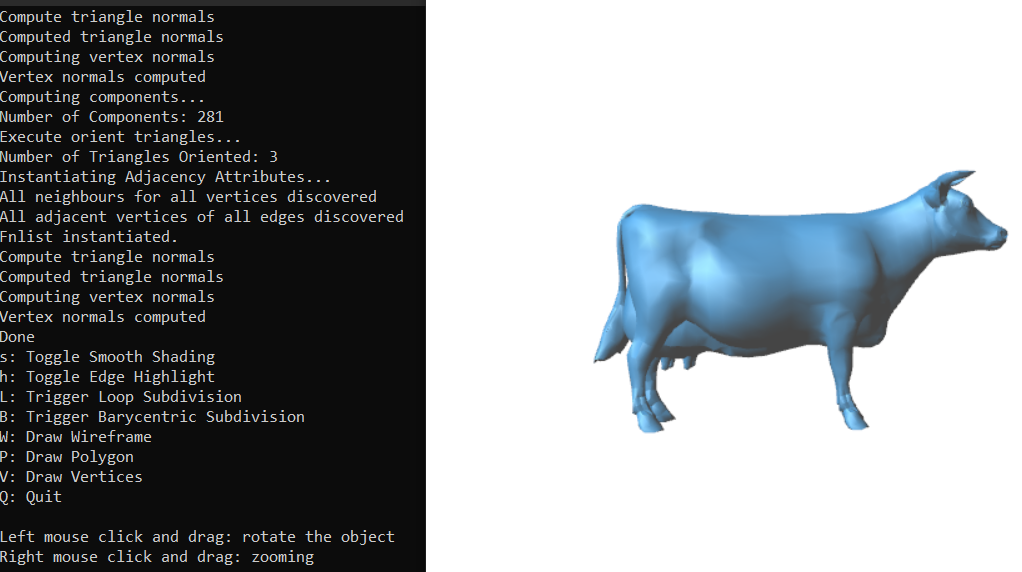 Compute triangle normals
Computed triangle normals
Computing vertex normals
Vertex normals computed
Computing components...
Number of Components: 281
Execute orient triangles...
Number of Triangles Oriented: 3
Instantiating Adjacency Attributes...
All neighbours for all vertices discovered
All adjacent vertices of all edges discovered
Fnlist instantiated.
Compute triangle normals
Computed triangle normals
Computing vertex normals
Vertex normals computed
Done
s: Toggle Smooth Shading
h: Toggle Edge Highlight
L: Trigger Loop Subdivision
B: Trigger Barycentric Subdivision
W: Draw Wireframe
P: Draw Polygon
V: Draw Vertices
Q: Quit
Left mouse click and drag: rotate the object
Right mouse click and drag: zooming